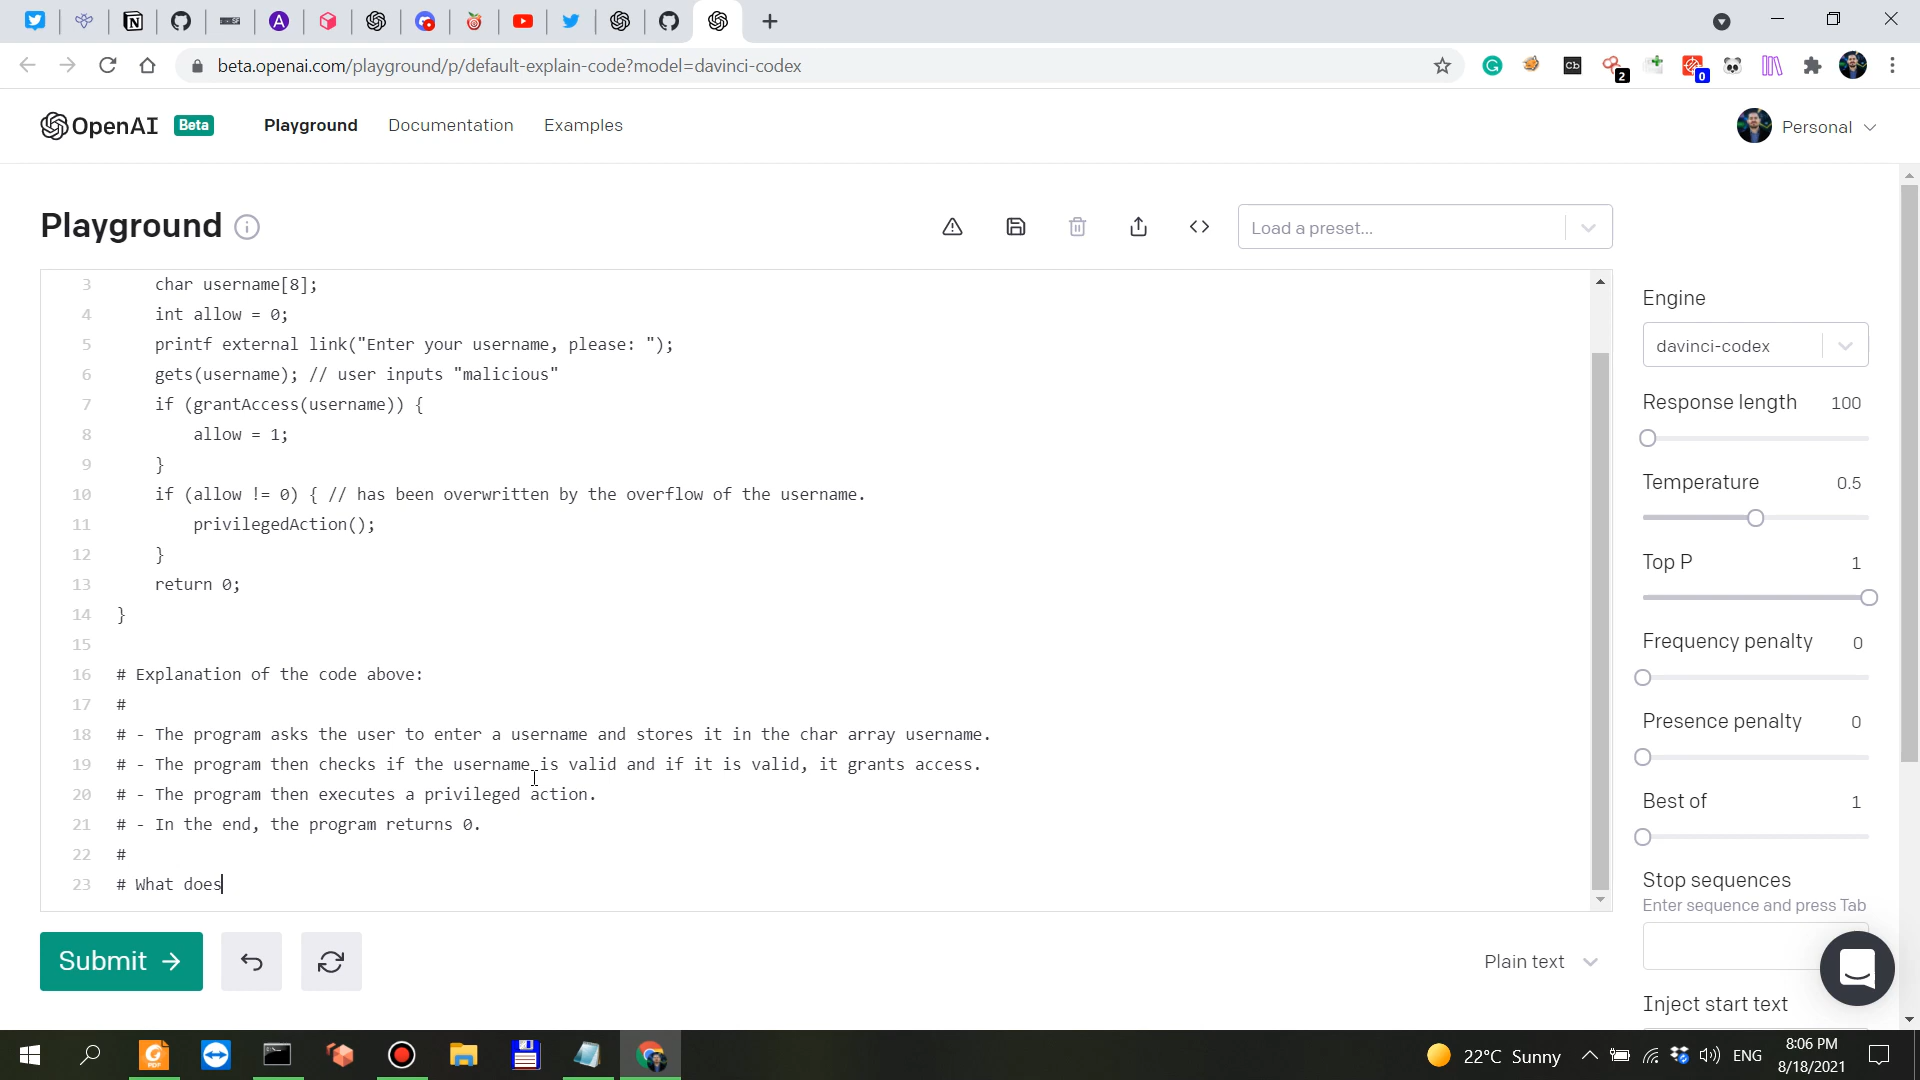 beta.openai.com/playground/p/default-explain-code?model=davinci-codex
Cb
2
0
OpenAI Beta Playground Documentation Examples Personal
Playground
Load a preset...
3 char username[8];
4 int allow = 0;
5 printf external link("Enter your username, please: ");
6 gets(username); // user inputs "malicious"
7 if (grantAccess(username)) {
8 allow = 1;
9 }
10 if (allow != 0) { // has been overwritten by the overflow of the username.
11 privilegedAction();
12 }
13 return 0;
14 }
15
16 # Explanation of the code above:
17 #
18 # - The program asks the user to enter a username and stores it in the char array username.
19 # - The program then checks if the username is valid and if it is valid, it grants access.
20 # - The program then executes a privileged action.
21 # - In the end, the program returns 0.
22 #
23 # What does
Engine
davinci-codex
Response length 100
Temperature 0.5
Top P 1
Frequency penalty 0
Presence penalty 0
Best of 1
Stop sequences
Enter sequence and press Tab
Inject start text
Submit
Plain text
22°C Sunny
ENG
8:06 PM
8/18/2021